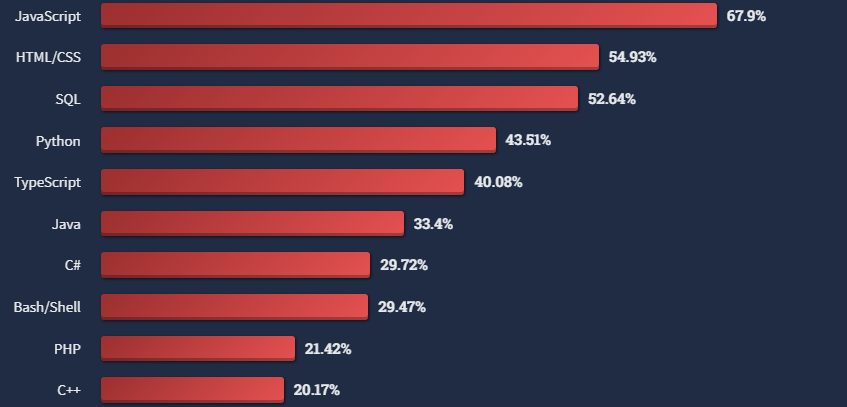 JavaScript 67.9%
HTML/CSS 54.93%
SQL 52.64%
Python 43.51%
TypeScript 40.08%
Java 33.4%
C# 29.72%
Bash/Shell 29.47%
PHP 21.42%
C++ 20.17%